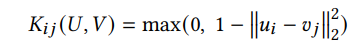 K_{ij}(U, V) = max(0, 1 − ‖u_i − v_j‖_2^2)